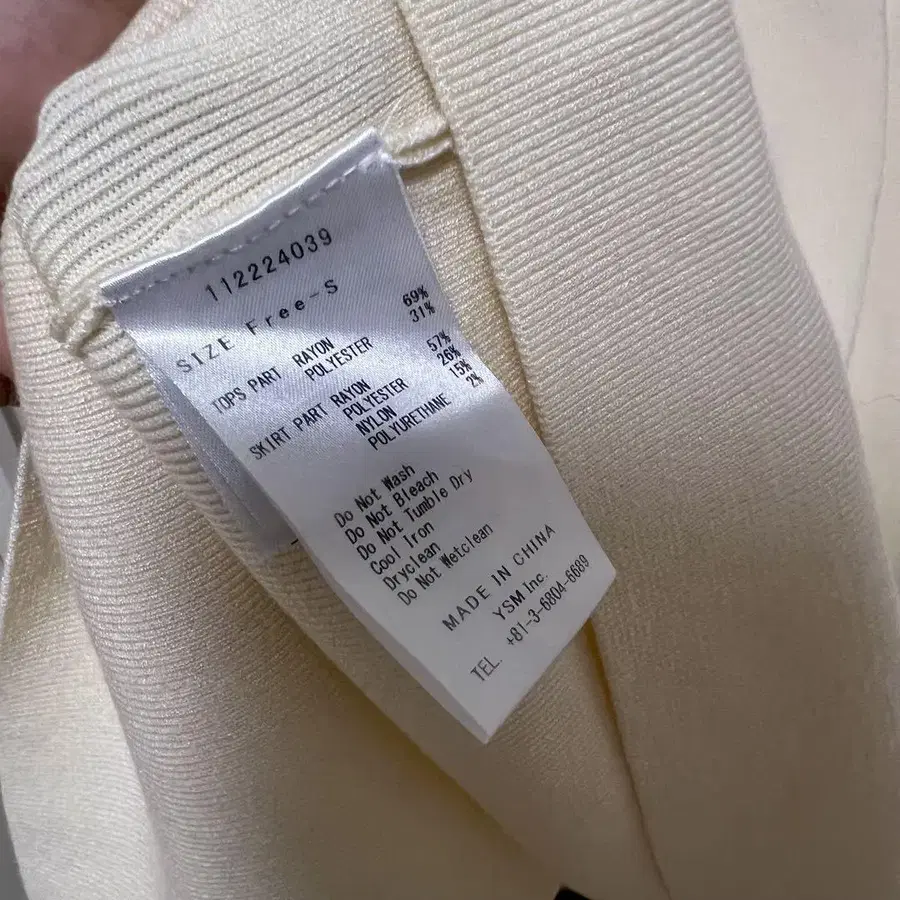 112224039
SIZE Free-S
TOPS PART RAYON 69%
POLYESTER 31%
SKIRT PART RAYON 57%
POLYESTER 26%
NYLON 15%
POLYURETHANE 2%
Do Not Wash
Do Not Bleach
Do Not Tumble Dry
Cool Iron
Dryclean
Do Not Wetclean
MADE IN CHINA
YSM Inc.
TEL. +81-3-6804-6689